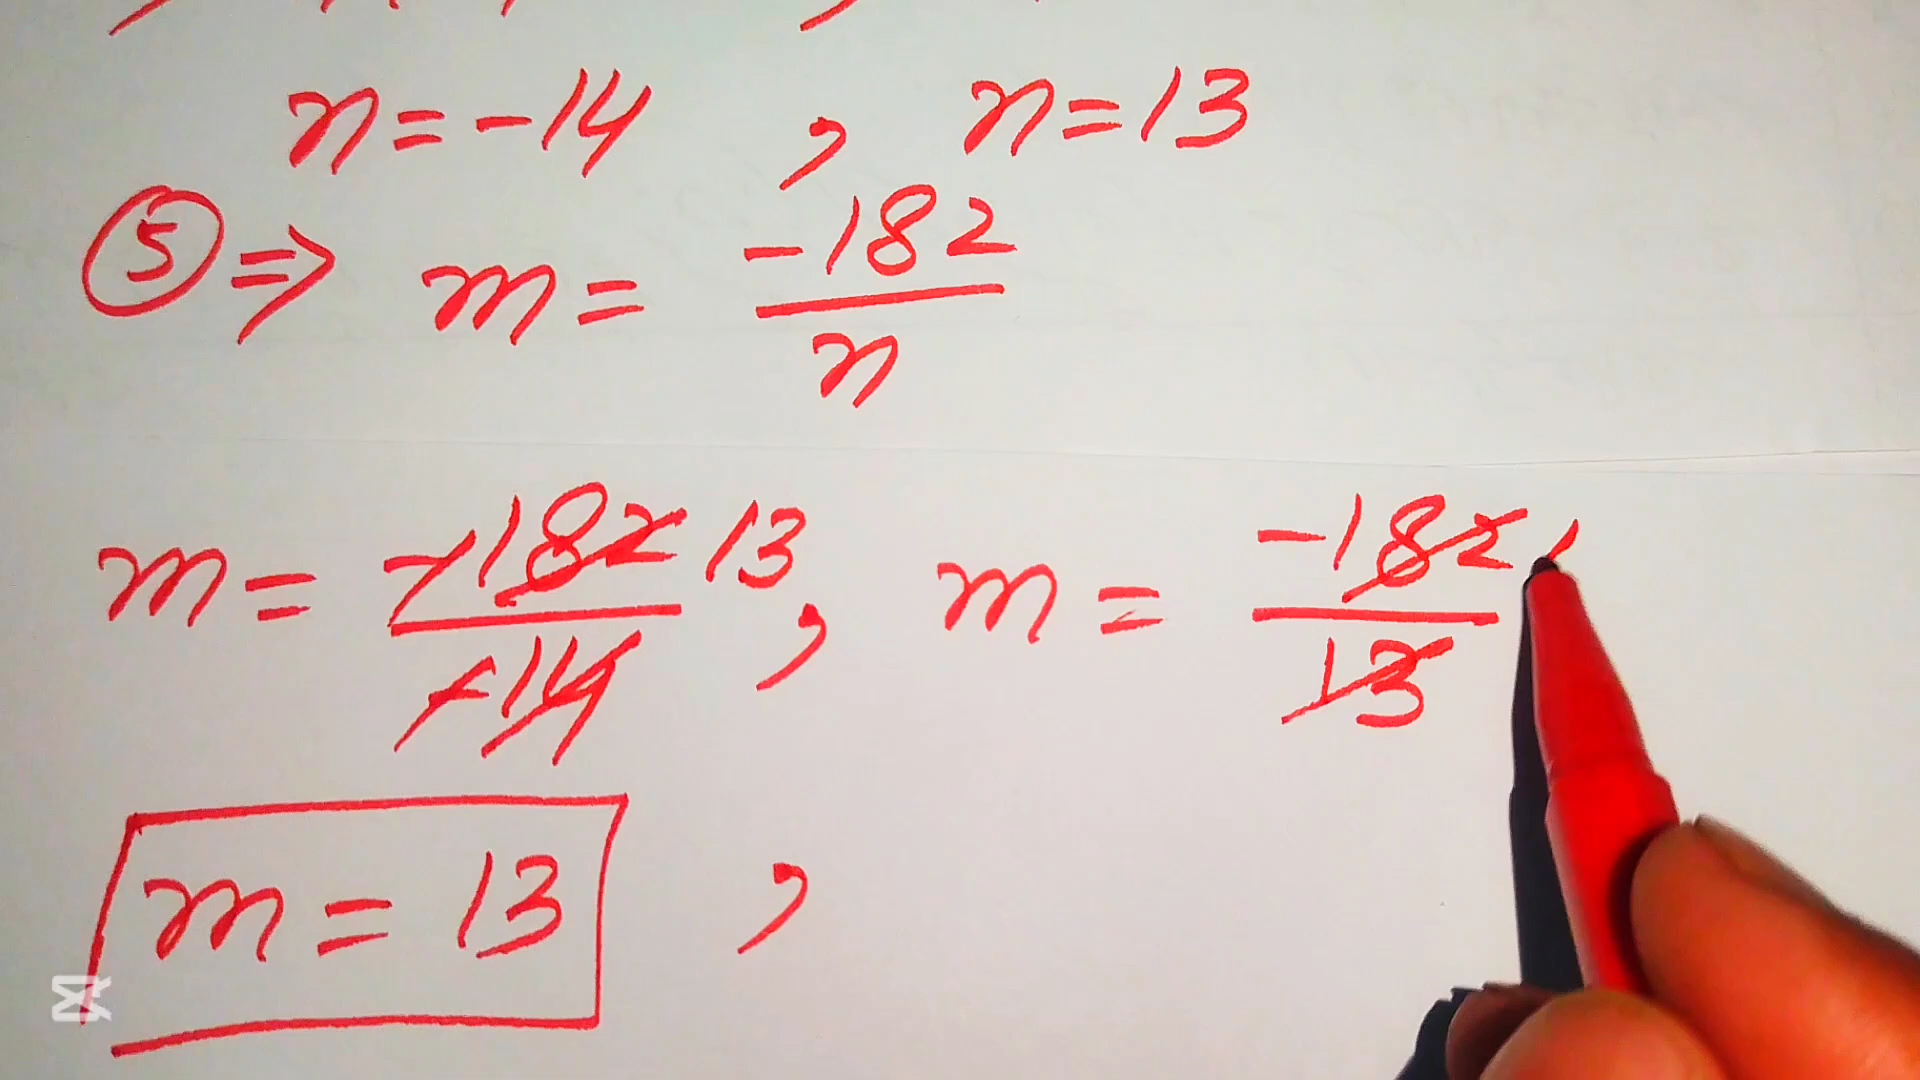 n = -14 , n = 13
⑤ ⇒ m = -182/n
m = -182/-14 13 , m = -182/13
m = 13 ,